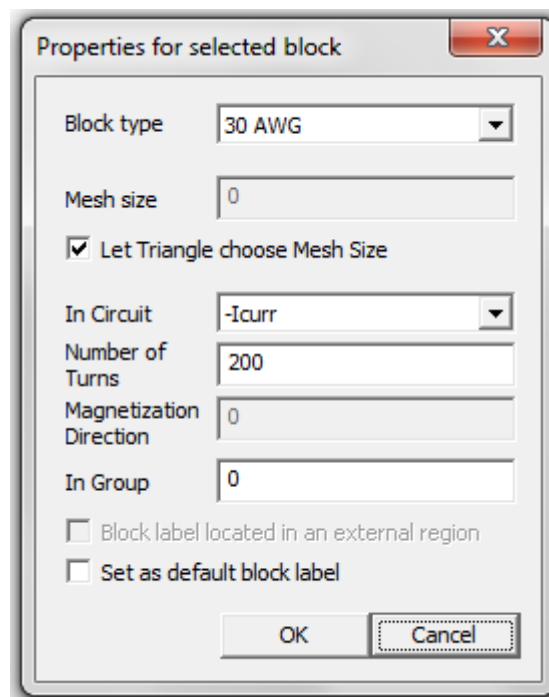 Properties for selected block
Block type 30 AWG
Mesh size 0
Let Triangle choose Mesh Size
In Circuit -Icurr
Number of
Turns 200
Magnetization
Direction 0
In Group 0
Block label located in an external region
Set as default block label
OK Cancel